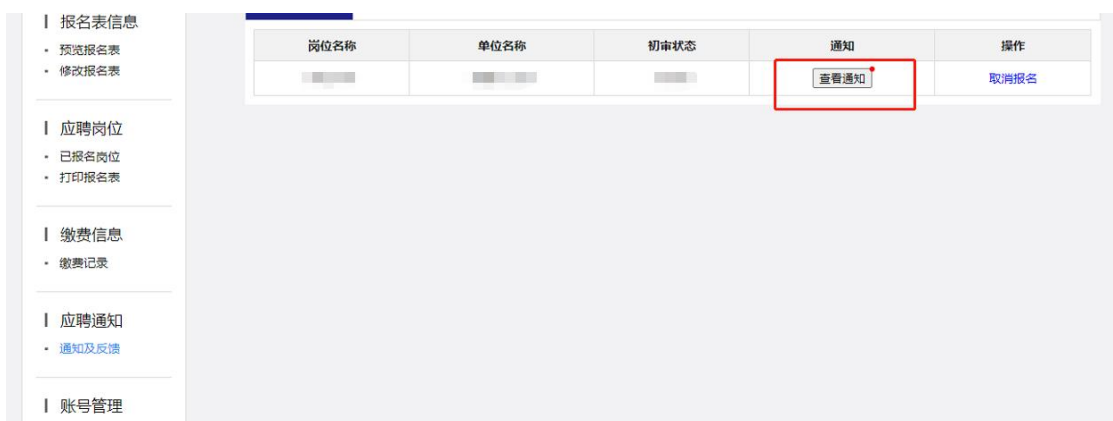 报名表信息
预览报名表
修改报名表
应聘岗位
已报名岗位
打印报名表
缴费信息
缴费记录
应聘通知
通知及反馈
账号管理
岗位名称 单位名称 初审状态 通知 操作
查看通知 取消报名